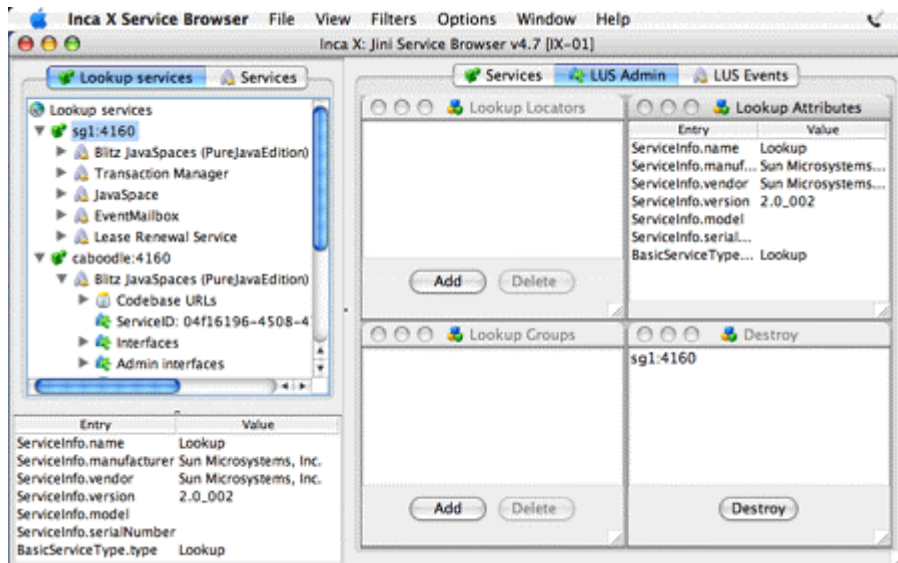 Inca X Service Browser File View Filters Options Window Help
Inca X: Jini Service Browser v4.7 [IX-01]
Lookup services Services
Lookup services
sg1:4160
Blitz JavaSpaces (PureJavaEdition)
Transaction Manager
JavaSpace
EventMailbox
Lease Renewal Service
caboodle:4160
Blitz JavaSpaces (PureJavaEdition)
Codebase URLs
ServiceID: 04f16196-4508-4
Interfaces
Admin interfaces
Entry Value
ServiceInfo.name Lookup
ServiceInfo.manufacturer Sun Microsystems, Inc.
ServiceInfo.vendor Sun Microsystems, Inc.
ServiceInfo.version 2.0_002
ServiceInfo.model
ServiceInfo.serialNumber
BasicServiceType.type Lookup
Services LUS Admin LUS Events
Lookup Locators
Add Delete
Lookup Attributes
Entry Value
ServiceInfo.name Lookup
ServiceInfo.manuf... Sun Microsystems...
ServiceInfo.vendor Sun Microsystems...
ServiceInfo.version 2.0_002
ServiceInfo.model
ServiceInfo.serial...
BasicServiceType... Lookup
Lookup Groups
Add Delete
Destroy
sg1:4160
Destroy